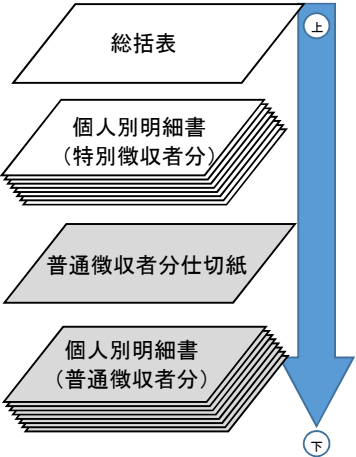 上
総括表
個人別明細書
（特別徴収者分）
普通徴収者分仕切紙
個人別明細書
（普通徴収者分）
下